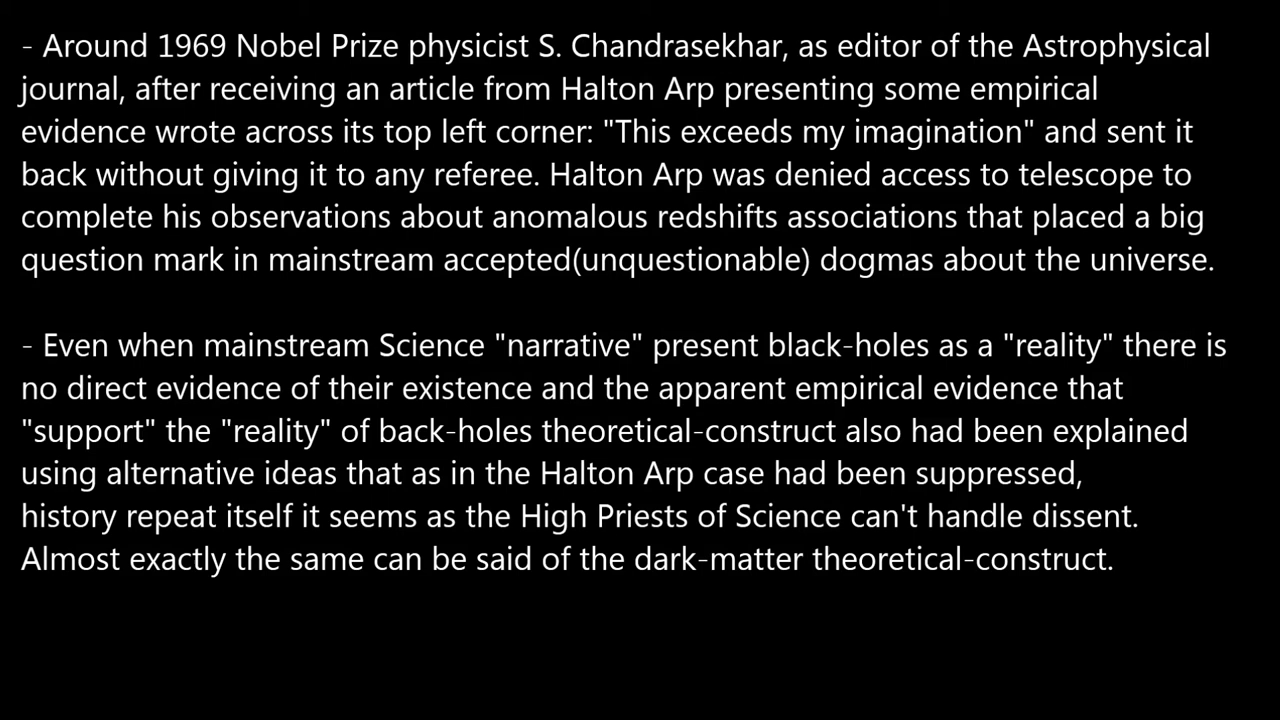 - Around 1969 Nobel Prize physicist S. Chandrasekhar, as editor of the Astrophysical
journal, after receiving an article from Halton Arp presenting some empirical
evidence wrote across its top left corner: "This exceeds my imagination" and sent it
back without giving it to any referee. Halton Arp was denied access to telescope to
complete his observations about anomalous redshifts associations that placed a big
question mark in mainstream accepted(unquestionable) dogmas about the universe.
- Even when mainstream Science "narrative" present black-holes as a "reality" there is
no direct evidence of their existence and the apparent empirical evidence that
"support" the "reality" of back-holes theoretical-construct also had been explained
using alternative ideas that as in the Halton Arp case had been suppressed,
history repeat itself it seems as the High Priests of Science can't handle dissent.
Almost exactly the same can be said of the dark-matter theoretical-construct.